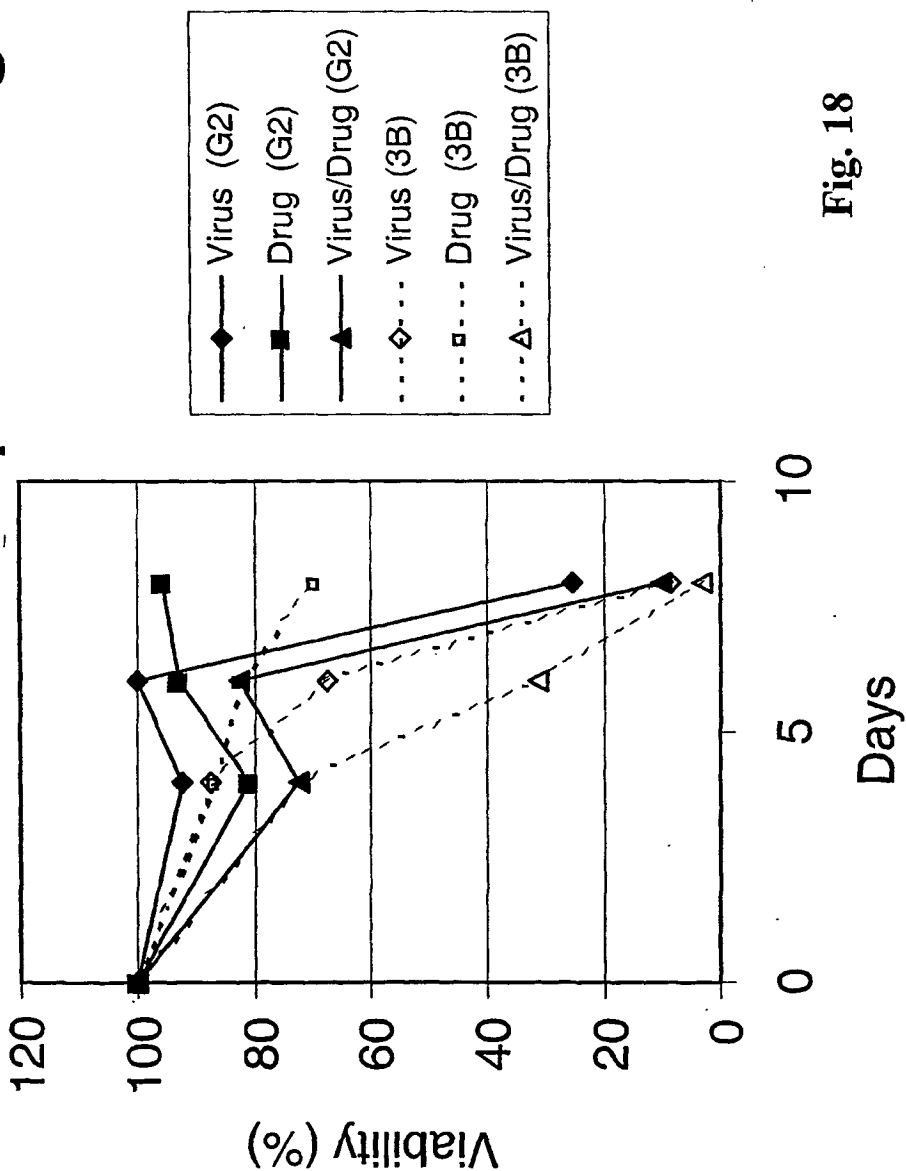 Viability (%)
120
100
80
60
40
20
0
0
5
10
Days
Virus (G2)
Drug (G2)
Virus/Drug (G2)
Virus (3B)
Drug (3B)
Virus/Drug (3B)
Fig. 18